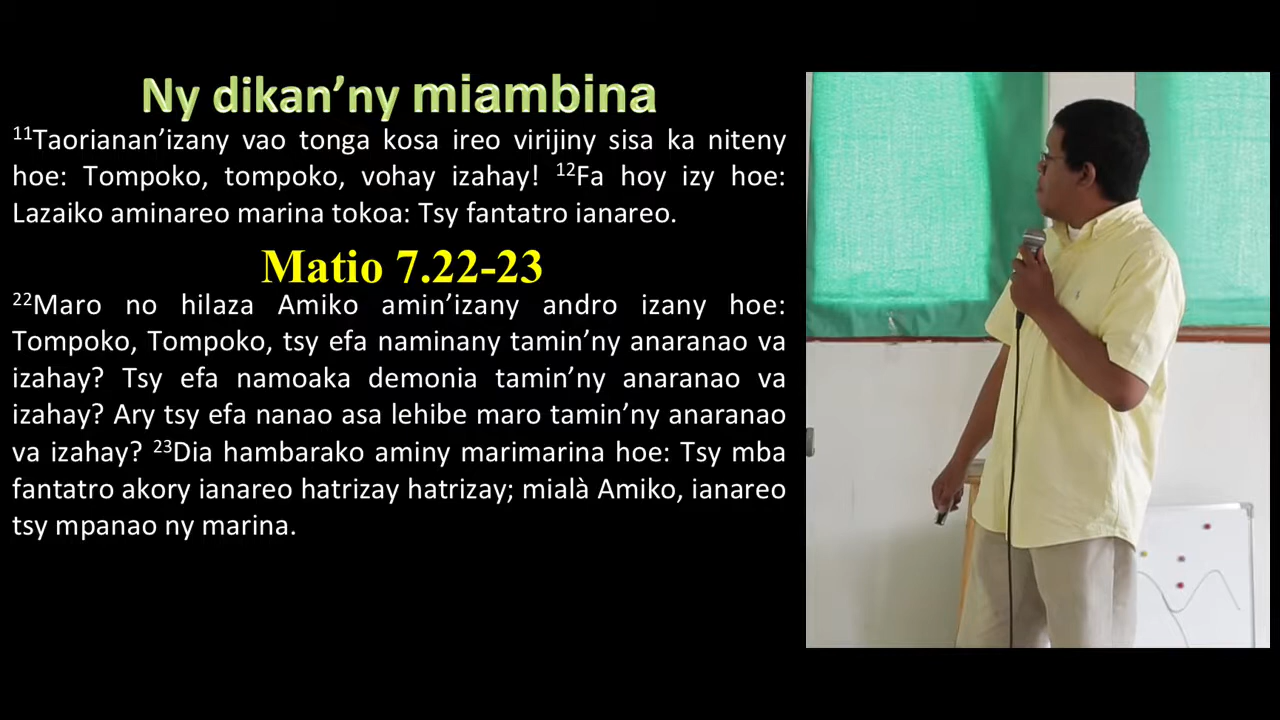 Ny dikan’ny miambina
¹¹Taorianan’izany vao tonga kosa ireo virijiny sisa ka niteny
hoe: Tompoko, tompoko, vohay izahay! ¹²Fa hoy izy hoe:
Lazaiko aminareo marina tokoa: Tsy fantatro ianareo.
Matio 7.22-23
²²Maro no hilaza Amiko amin’izany andro izany hoe:
Tompoko, Tompoko, tsy efa naminany tamin’ny anaranao va
izahay? Tsy efa namoaka demonia tamin’ny anaranao va
izahay? Ary tsy efa nanao asa lehibe maro tamin’ny anaranao
va izahay? ²³Dia hambarako aminy marimarina hoe: Tsy mba
fantatro akory ianareo hatrizay hatrizay; mialà Amiko, ianareo
tsy mpanao ny marina.